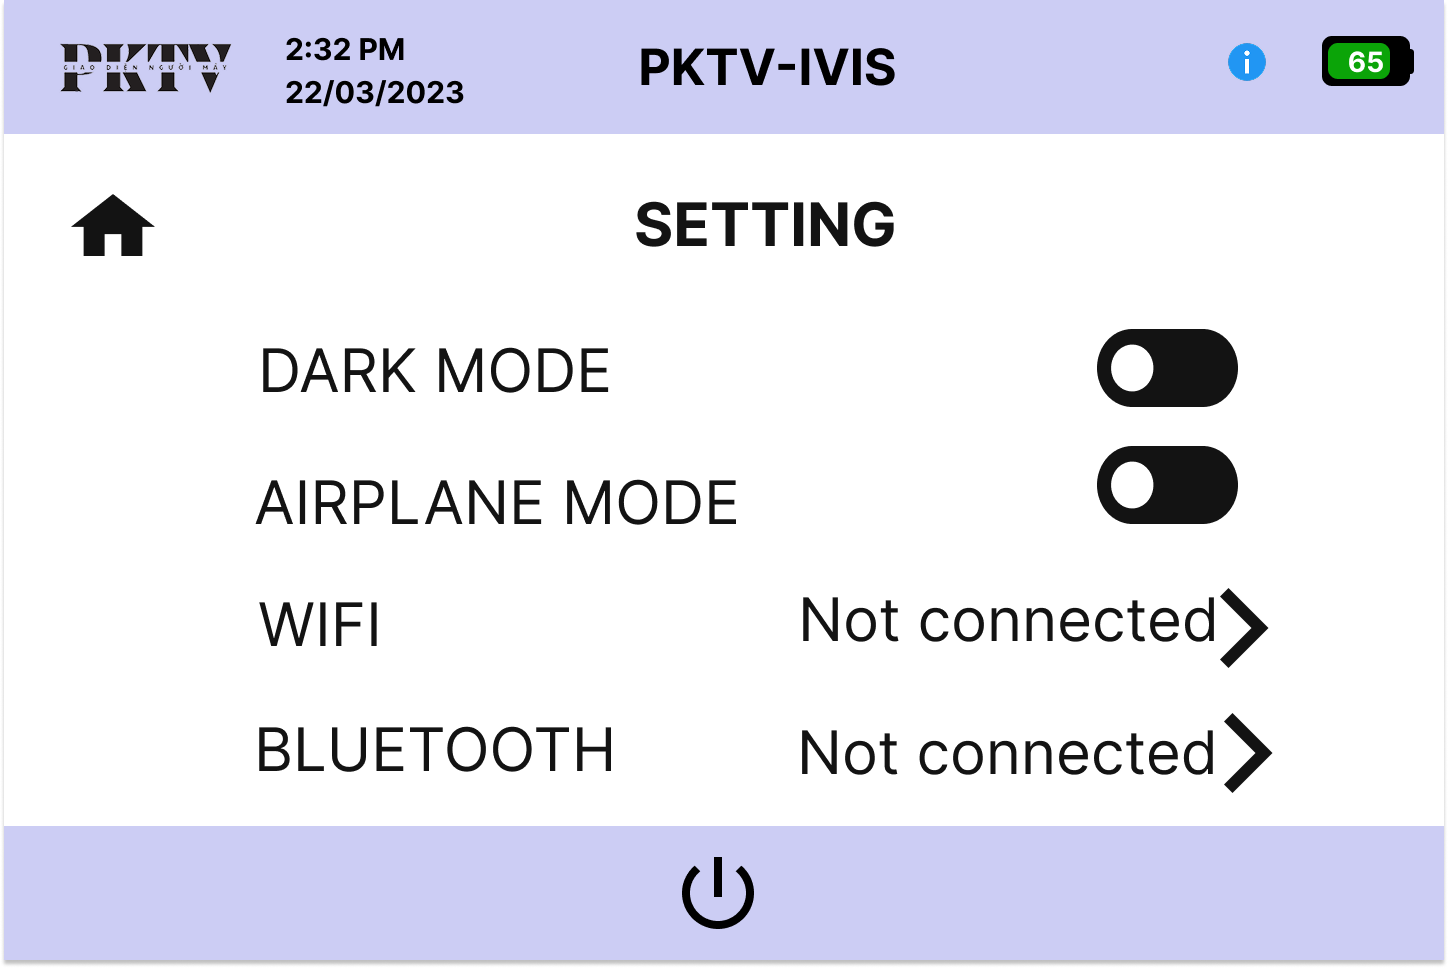 PKTV
GIAO DIỆN NGƯỜI MÁY
2:32 PM
22/03/2023
PKTV-IVIS
i
65
SETTING
DARK MODE
AIRPLANE MODE
WIFI
Not connected
BLUETOOTH
Not connected